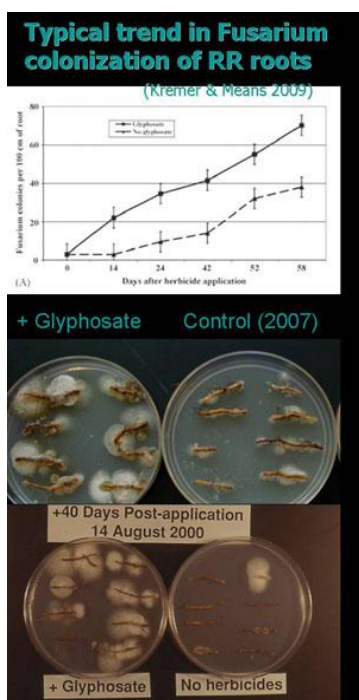 Typical trend in Fusarium
colonization of RR roots
(Kremer & Means 2009)
80
60
40
20
0
Fusarium colonies per 100 cm of root
Glyphosate
No glyphosate
0 14 24 42 52 58
(A)
Days after herbicide application
+ Glyphosate Control (2007)
+40 Days Post-application
14 August 2000
+ Glyphosate No herbicides